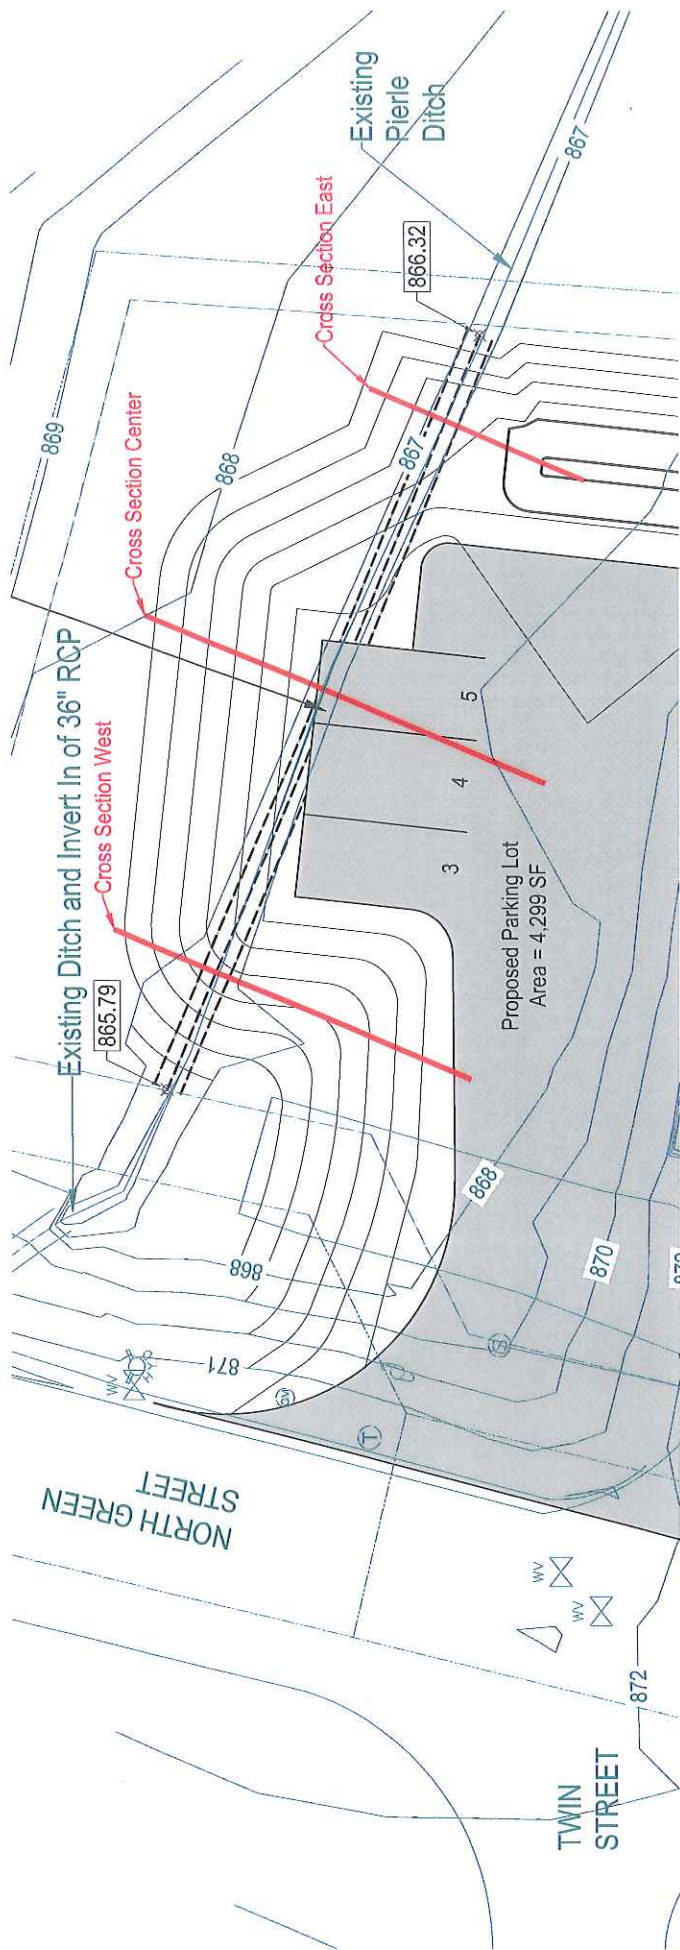 Existing
Pierle
Ditch
867
Cross Section East
866.32
869
868
Cross Section Center
867
5
4
3
Existing Ditch and Invert In of 36" RCP
Cross Section West
865.79
Proposed Parking Lot
Area = 4,299 SF
868
868
870
871
WV
HYD
GM
T
S
NORTH GREEN
STREET
WV
WV
872
TWIN
STREET